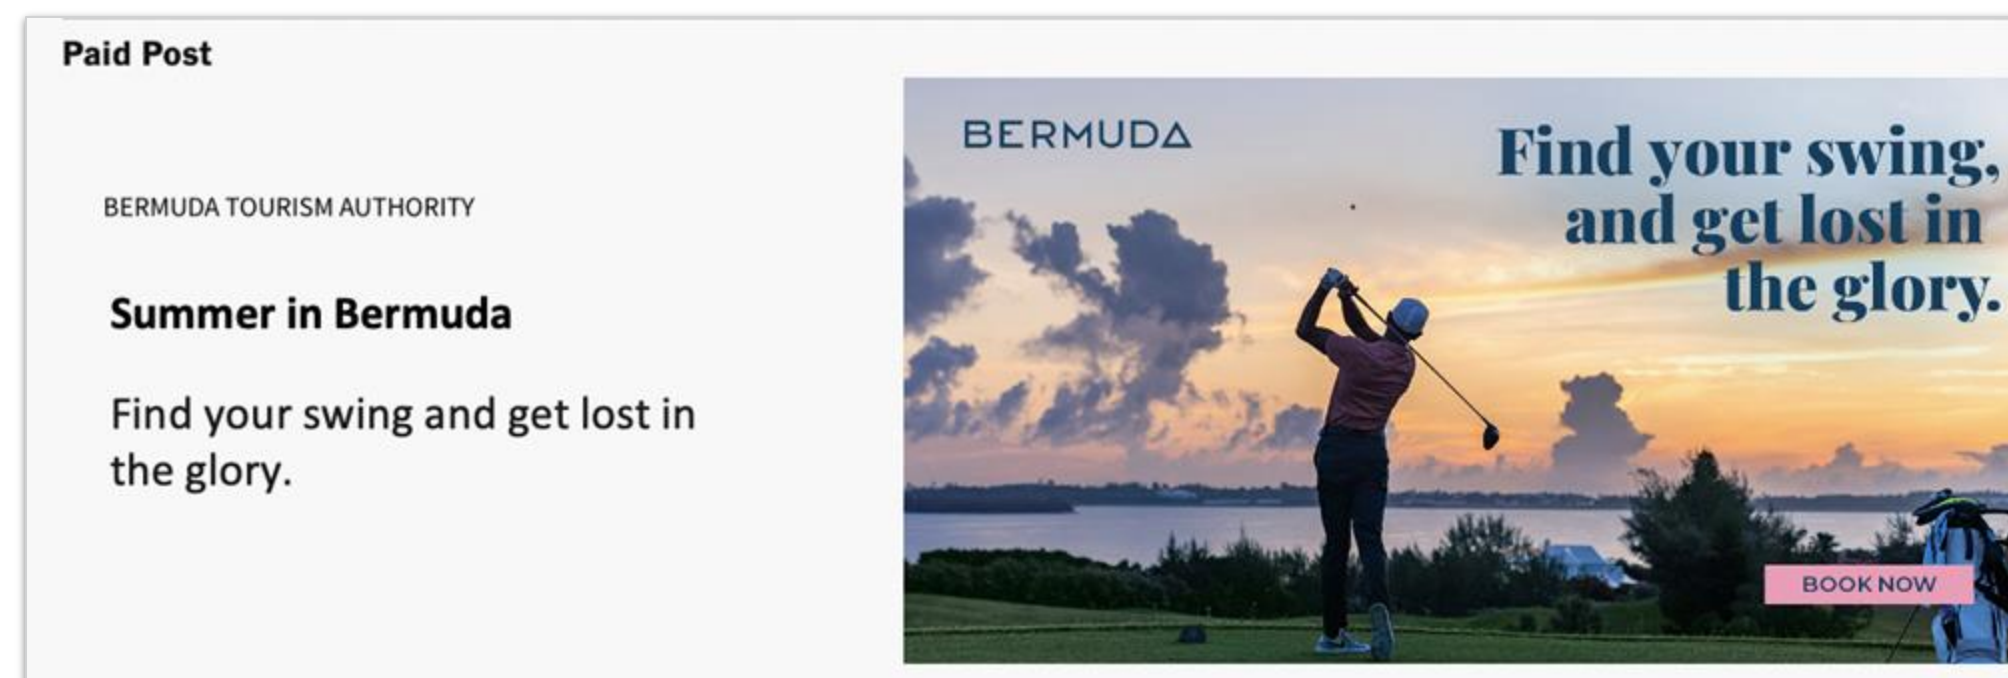 Paid Post
BERMUDA TOURISM AUTHORITY
Summer in Bermuda
Find your swing and get lost in
the glory.
BERMUDA
Find your swing,
and get lost in
the glory.
BOOK NOW